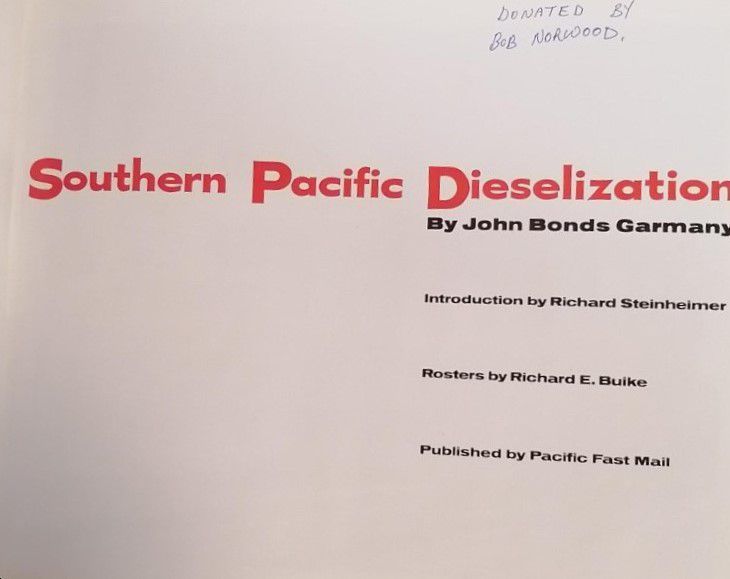 DONATED BY
BOB NORWOOD.
Southern Pacific Dieselization
By John Bonds Garmany
Introduction by Richard Steinheimer
Rosters by Richard E. Buike
Published by Pacific Fast Mail